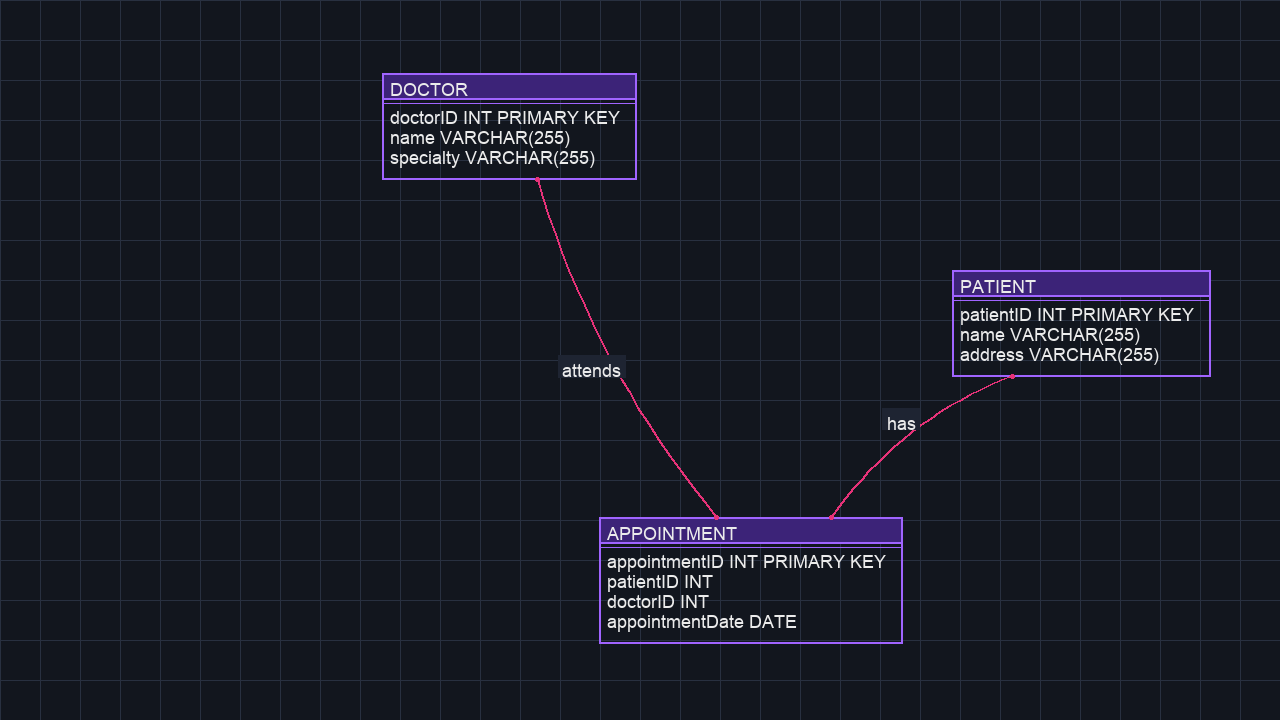 DOCTOR
doctorID INT PRIMARY KEY
name VARCHAR(255)
specialty VARCHAR(255)
PATIENT
patientID INT PRIMARY KEY
name VARCHAR(255)
address VARCHAR(255)
attends
has
APPOINTMENT
appointmentID INT PRIMARY KEY
patientID INT
doctorID INT
appointmentDate DATE